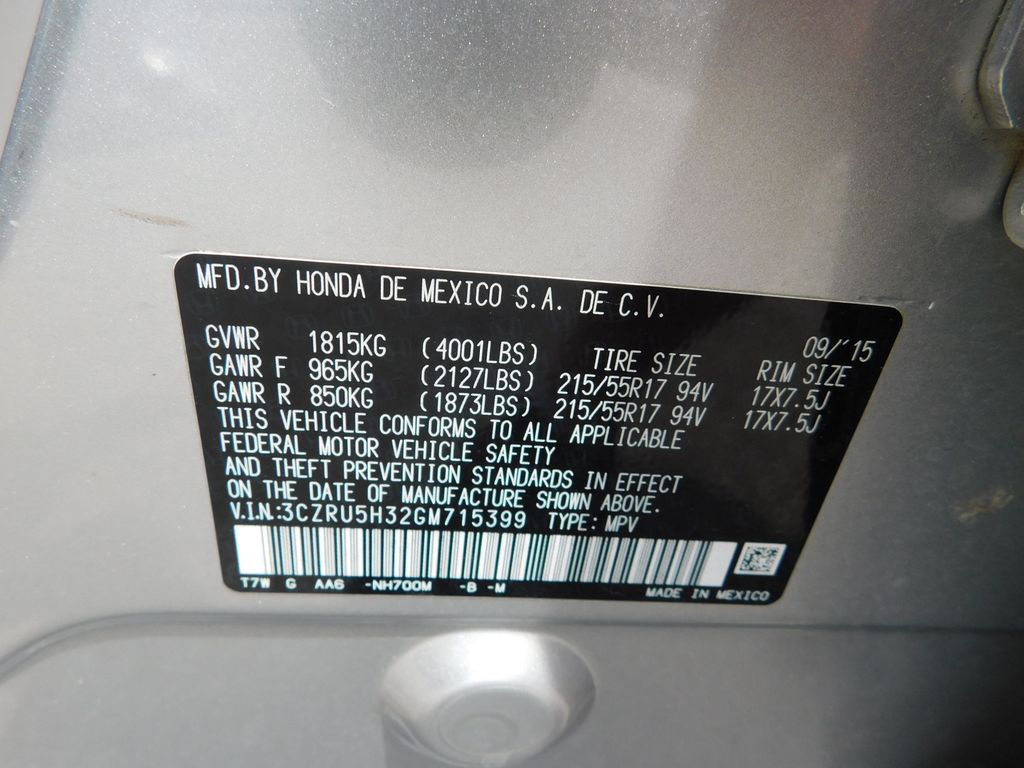 MFD.BY HONDA DE MEXICO S.A. DE C.V.
09/'15
GVWR 1815KG (4001LBS) TIRE SIZE RIM SIZE
GAWR F 965KG (2127LBS) 215/55R17 94V 17X7.5J
GAWR R 850KG (1873LBS) 215/55R17 94V 17X7.5J
THIS VEHICLE CONFORMS TO ALL APPLICABLE
FEDERAL MOTOR VEHICLE SAFETY
AND THEFT PREVENTION STANDARDS IN EFFECT
ON THE DATE OF MANUFACTURE SHOWN ABOVE.
V.I.N.:3CZRU5H32GM715399 TYPE: MPV
T7W G AA6 -NH700M -B -M MADE IN MEXICO